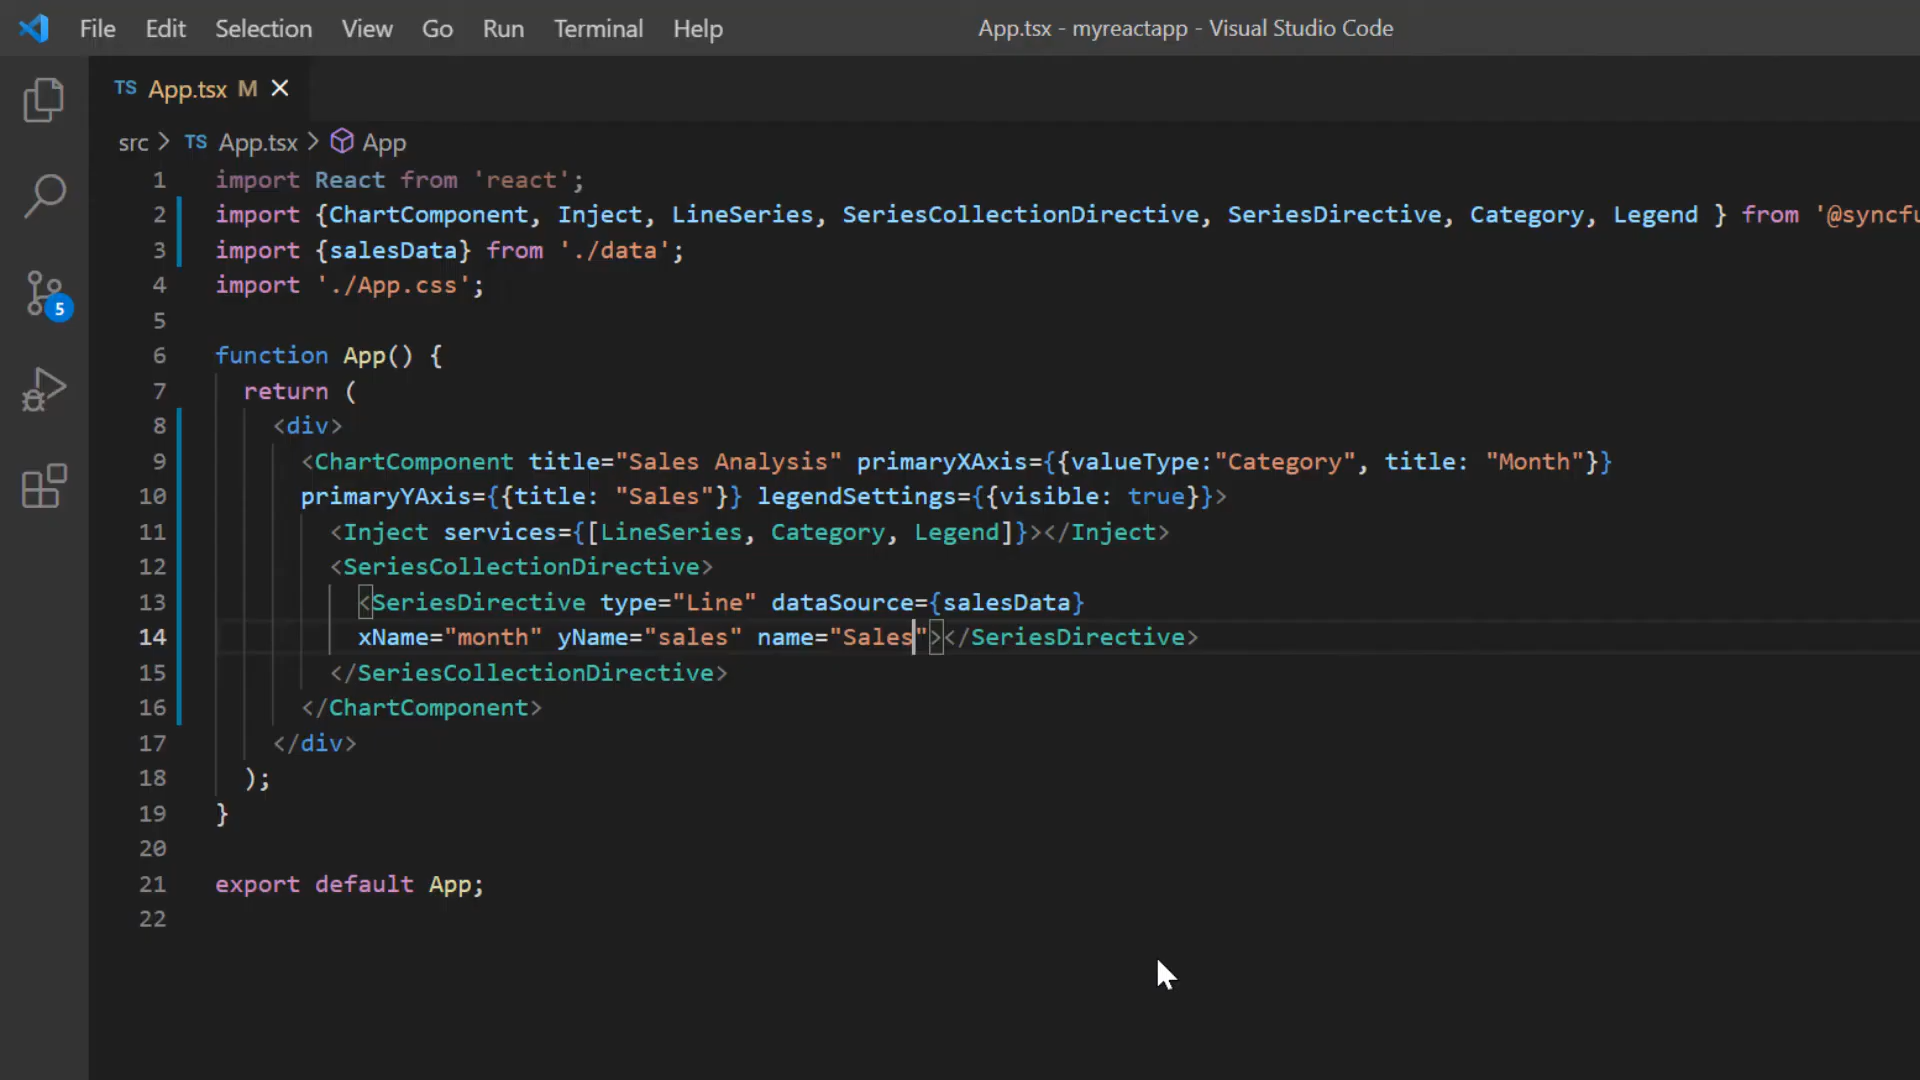 File Edit Selection View Go Run Terminal Help App.tsx - myreactapp - Visual Studio Code
TS App.tsx M
src > TS App.tsx > App
1 import React from 'react';
2 import {ChartComponent, Inject, LineSeries, SeriesCollectionDirective, SeriesDirective, Category, Legend } from '@syncfu
3 import {salesData} from './data';
4 import './App.css';
5
5
6 function App() {
7 return (
8 <div>
9 <ChartComponent title="Sales Analysis" primaryXAxis={{valueType:"Category", title: "Month"}}
10 primaryYAxis={{title: "Sales"}} legendSettings={{visible: true}}>
11 <Inject services={[LineSeries, Category, Legend]}></Inject>
12 <SeriesCollectionDirective>
13 <SeriesDirective type="Line" dataSource={salesData}
14 xName="month" yName="sales" name="Sales"></SeriesDirective>
15 </SeriesCollectionDirective>
16 </ChartComponent>
17 </div>
18 );
19 }
20
21 export default App;
22